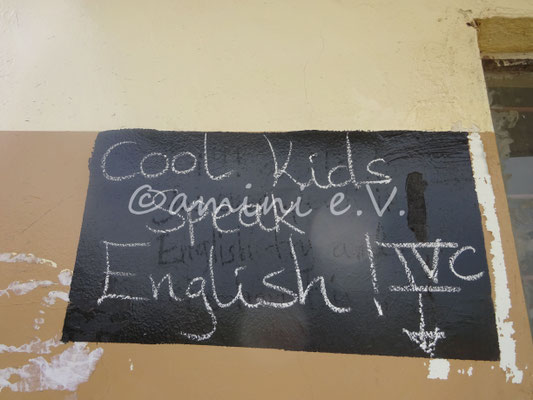 Cool Kids
Speak
English!
IVC
©amini e.V.